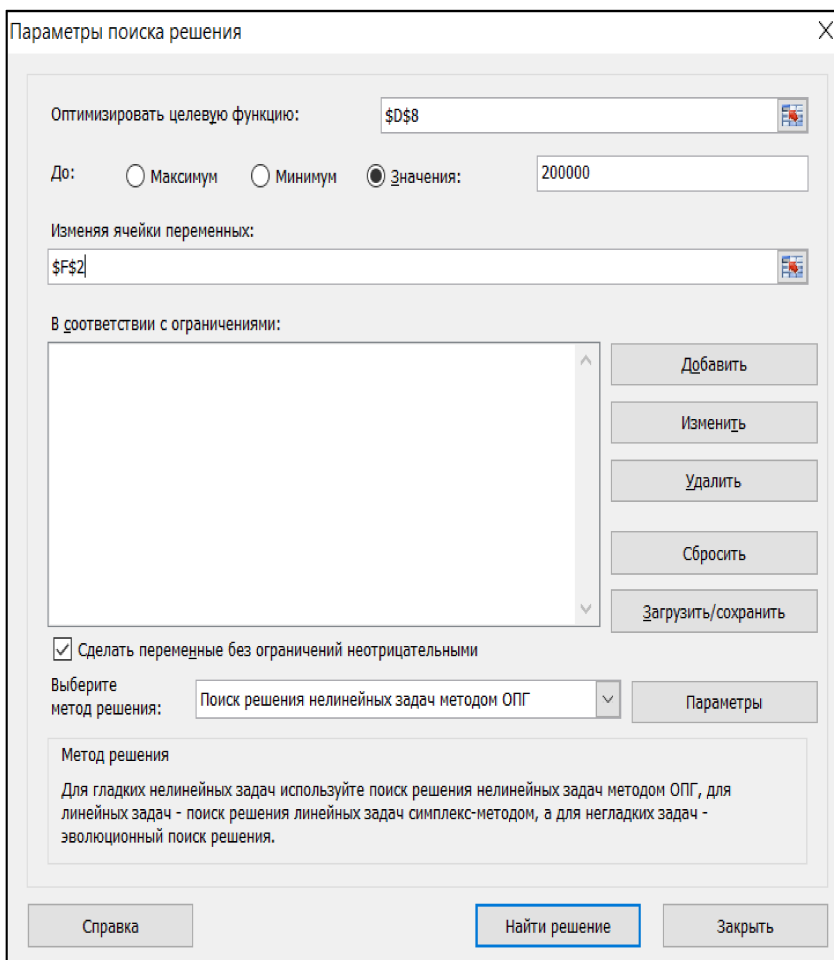 Параметры поиска решения
Оптимизировать целевую функцию:
$D$8
До:
Максимум
Минимум
Значения:
200000
Изменяя ячейки переменных:
$F$2
В соответствии с ограничениями:
Добавить
Изменить
Удалить
Сбросить
Загрузить/сохранить
Сделать переменные без ограничений неотрицательными
Выберите
метод решения:
Поиск решения нелинейных задач методом ОПГ
Параметры
Метод решения
Для гладких нелинейных задач используйте поиск решения нелинейных задач методом ОПГ, для
линейных задач - поиск решения линейных задач симплекс-методом, а для негладких задач -
эволюционный поиск решения.
Справка
Найти решение
Закрыть